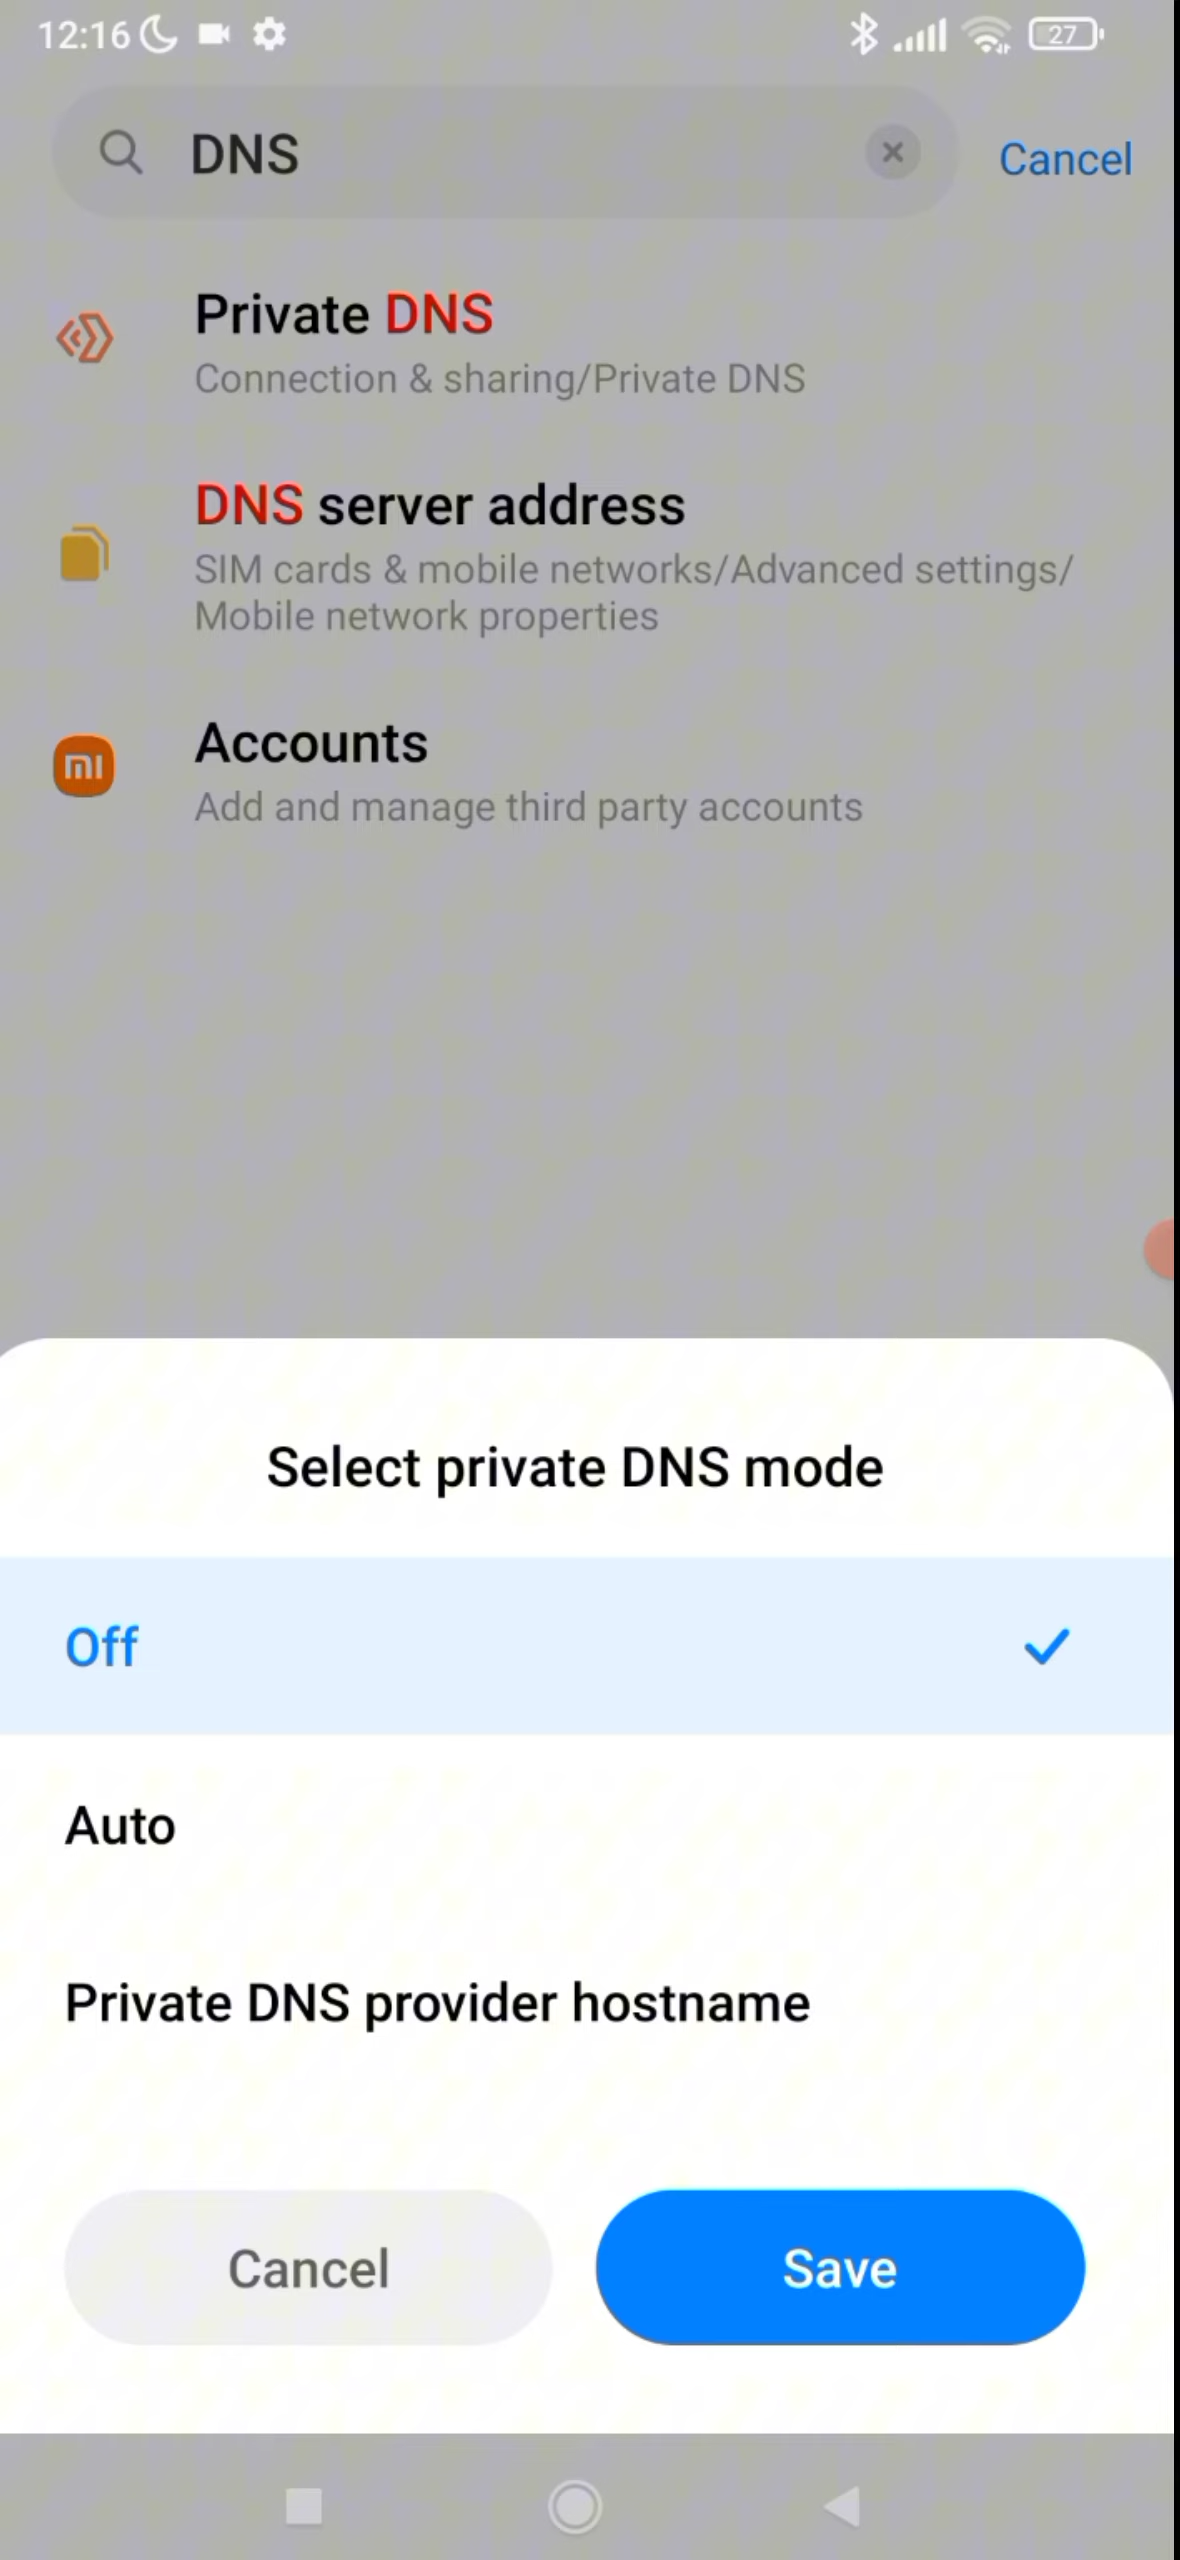 12:16
27
DNS
Cancel
Private DNS
Connection & sharing/Private DNS
DNS server address
SIM cards & mobile networks/Advanced settings/
Mobile network properties
mi
Accounts
Add and manage third party accounts
Select private DNS mode
Off
Auto
Private DNS provider hostname
Cancel
Save